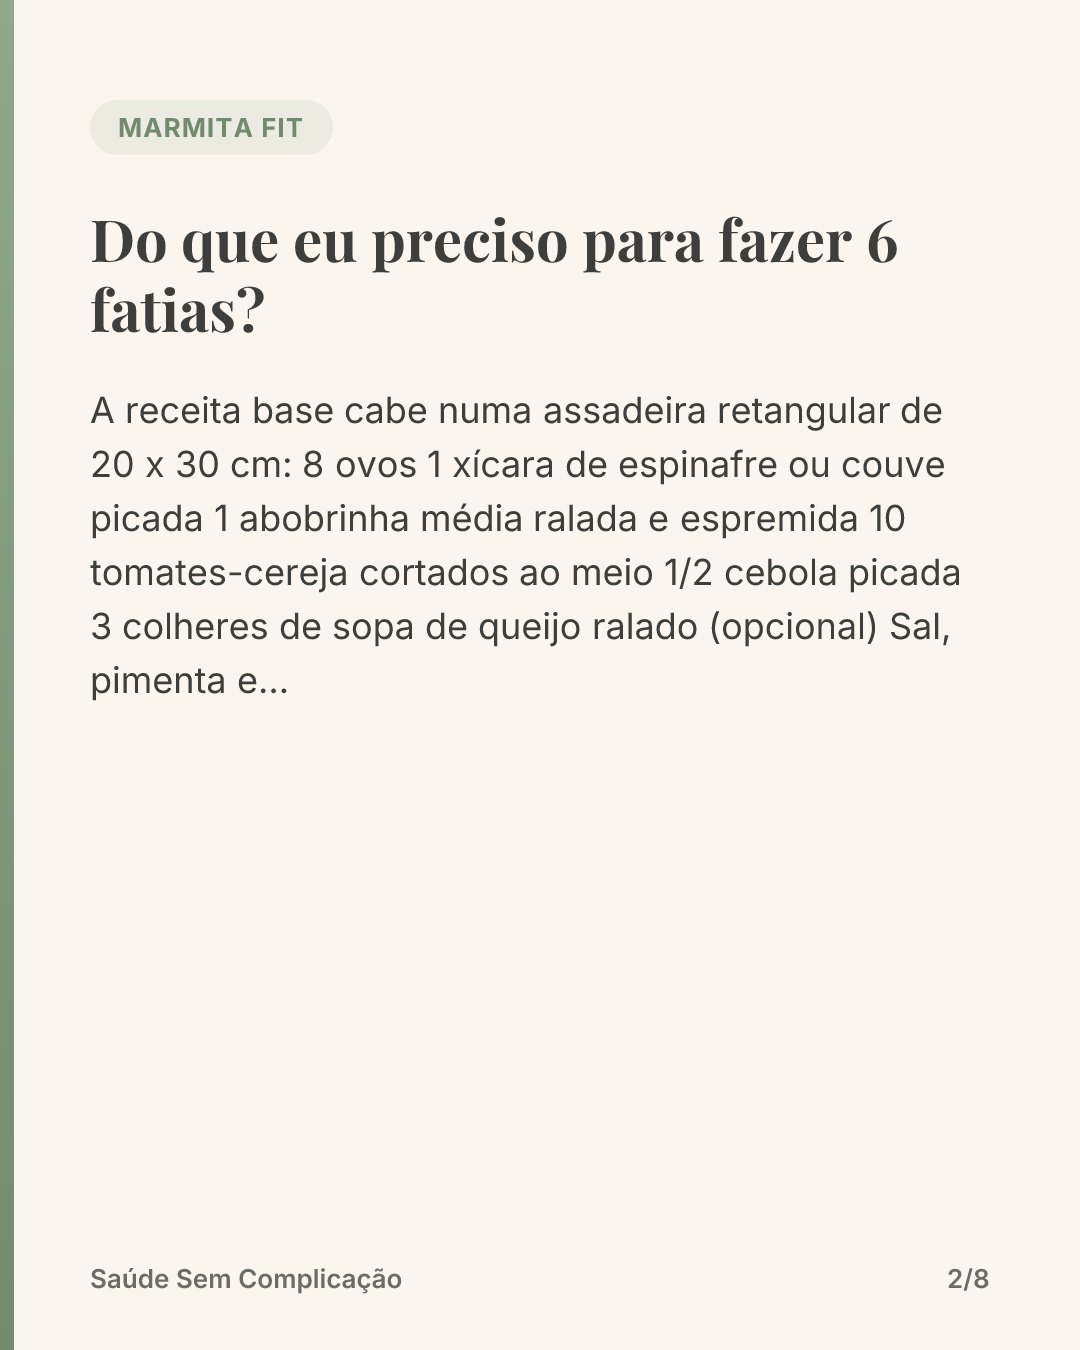 MARMITA FIT
Do que eu preciso para fazer 6
fatias?
A receita base cabe numa assadeira retangular de
20 x 30 cm: 8 ovos 1 xícara de espinafre ou couve
picada 1 abobrinha média ralada e espremida 10
tomates-cereja cortados ao meio 1/2 cebola picada
3 colheres de sopa de queijo ralado (opcional) Sal,
pimenta e...
Saúde Sem Complicação
2/8